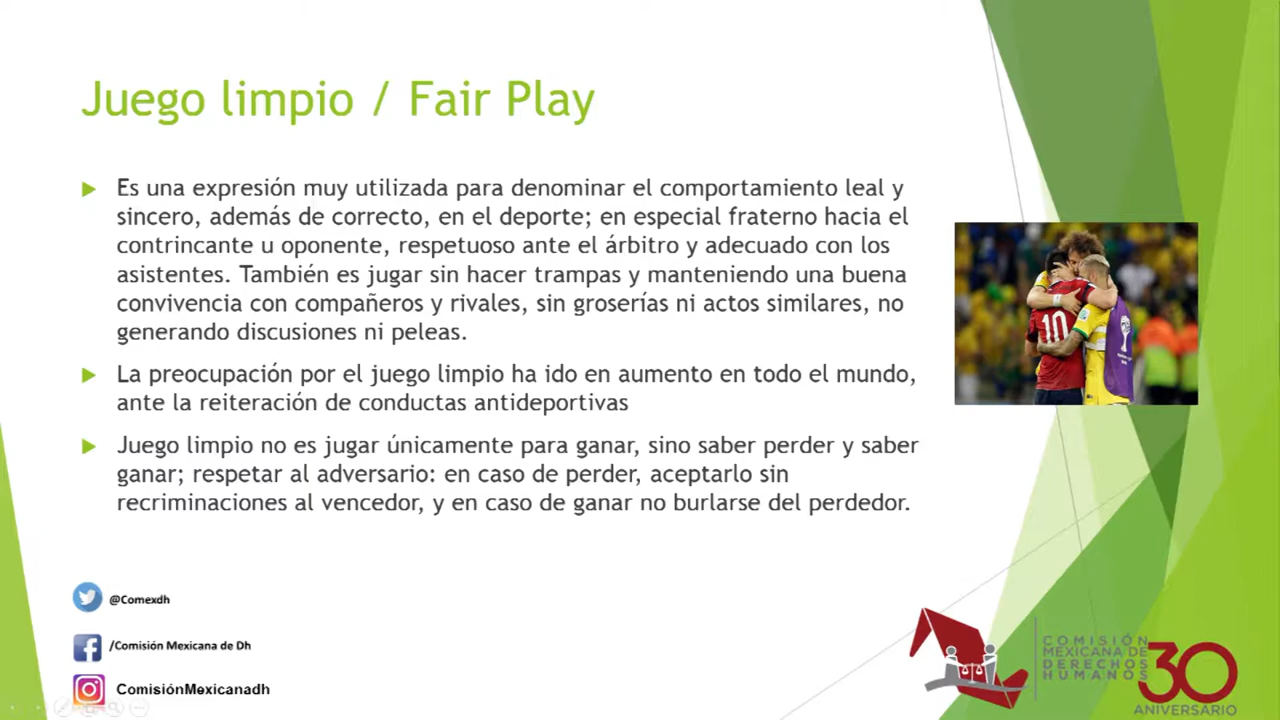 Juego limpio / Fair Play
Es una expresión muy utilizada para denominar el comportamiento leal y
sincero, además de correcto, en el deporte; en especial fraterno hacia el
contrincante u oponente, respetuoso ante el árbitro y adecuado con los
asistentes. También es jugar sin hacer trampas y manteniendo una buena
convivencia con compañeros y rivales, sin groserías ni actos similares, no
generando discusiones ni peleas.
La preocupación por el juego limpio ha ido en aumento en todo el mundo,
ante la reiteración de conductas antideportivas
Juego limpio no es jugar únicamente para ganar, sino saber perder y saber
ganar; respetar al adversario: en caso de perder, aceptarlo sin
recriminaciones al vencedor, y en caso de ganar no burlarse del perdedor.
10
@Comexdh
/Comisión Mexicana de Dh
ComisiónMexicanadh
COMISIÓN
MEXICANA DE
DERECHOS
HUMANOS
30
ANIVERSARIO